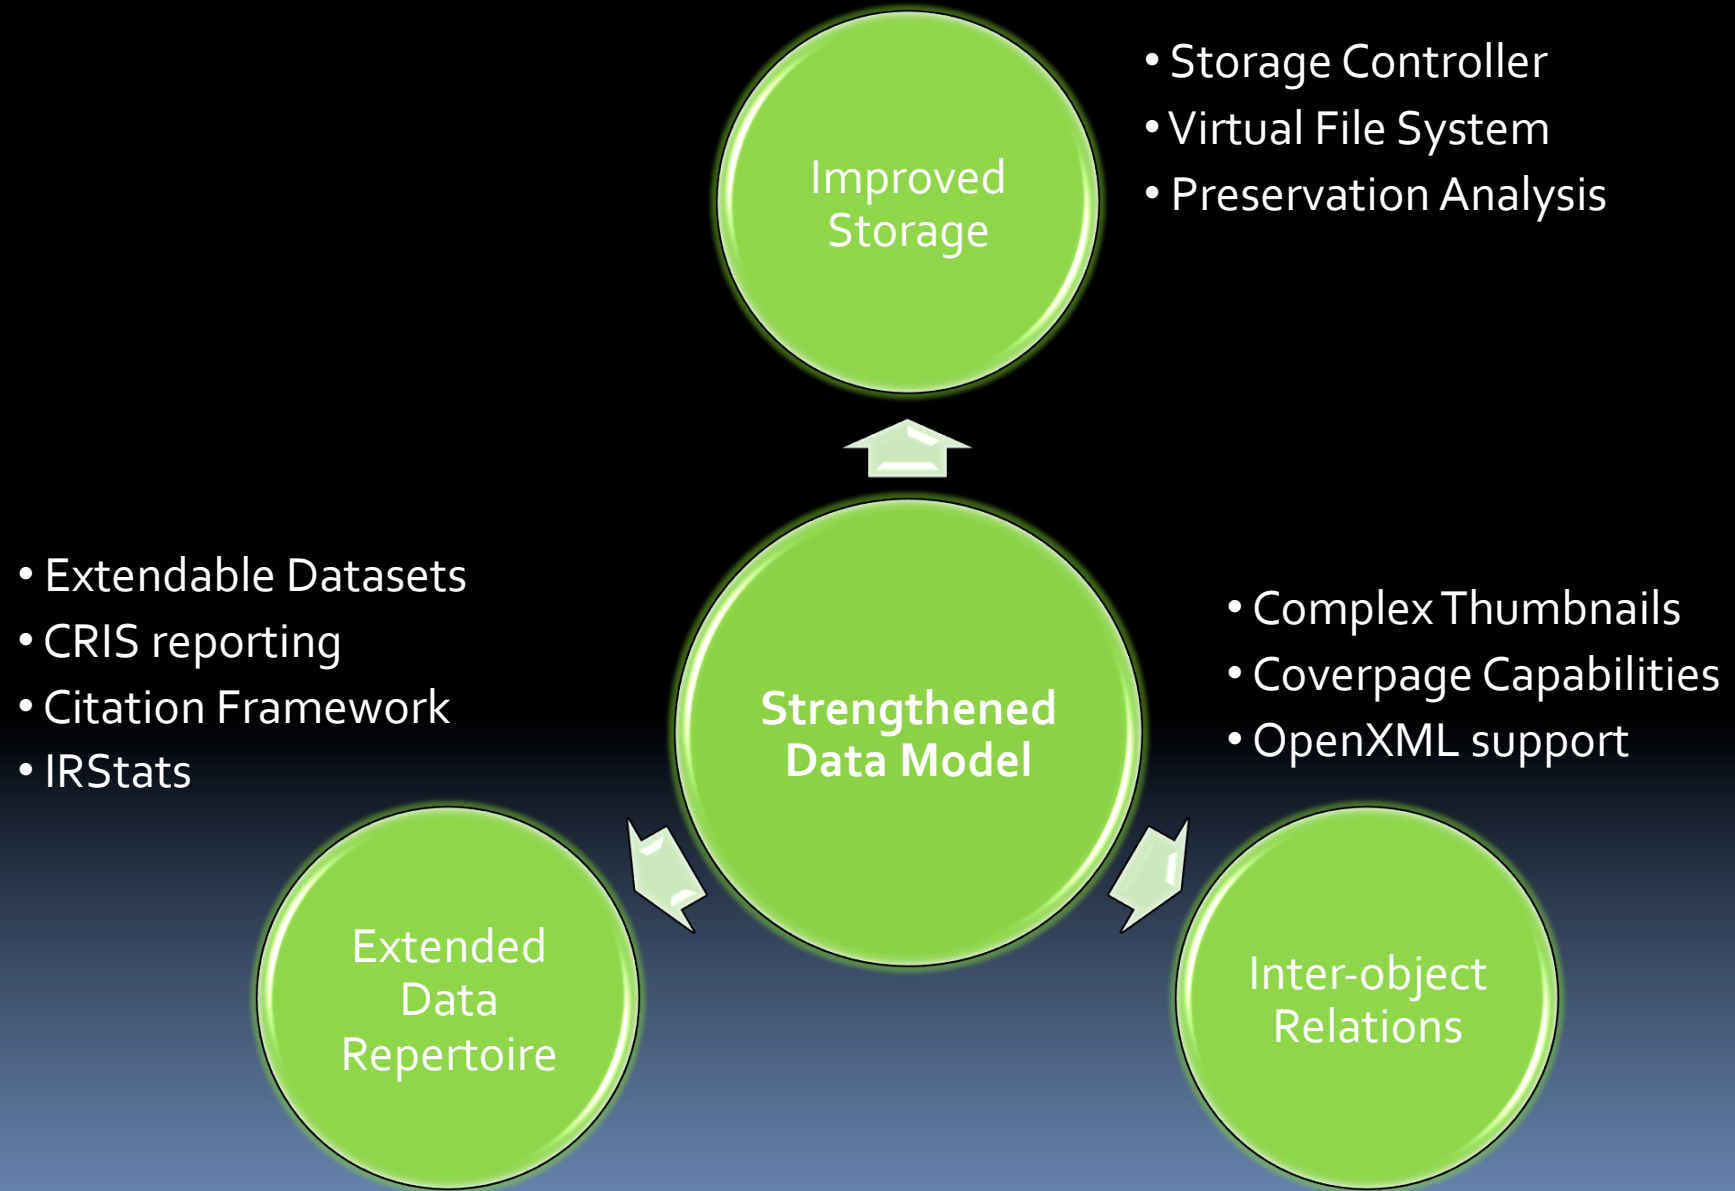 Improved
Storage
• Storage Controller
• Virtual File System
• Preservation Analysis
Strengthened
Data Model
• Extendable Datasets
• CRIS reporting
• Citation Framework
• IRStats
Extended
Data
Repertoire
• Complex Thumbnails
• Coverpage Capabilities
• OpenXML support
Inter-object
Relations